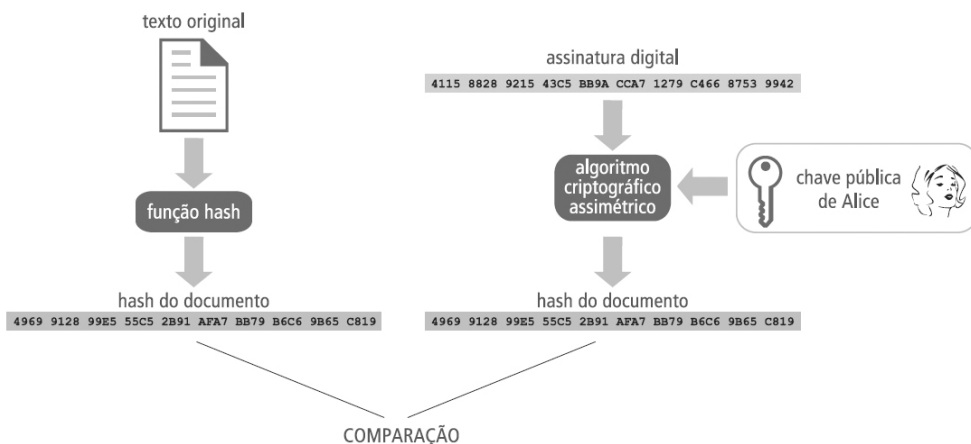 texto original
função hash
hash do documento
4969 9128 99E5 55C5 2B91 AFA7 BB79 B6C6 9B65 C819
assinatura digital
4115 8828 9215 43C5 BB9A CCA7 1279 C466 8753 9942
algoritmo
criptográfico
assimétrico
chave pública
de Alice
hash do documento
4969 9128 99E5 55C5 2B91 AFA7 BB79 B6C6 9B65 C819
COMPARAÇÃO